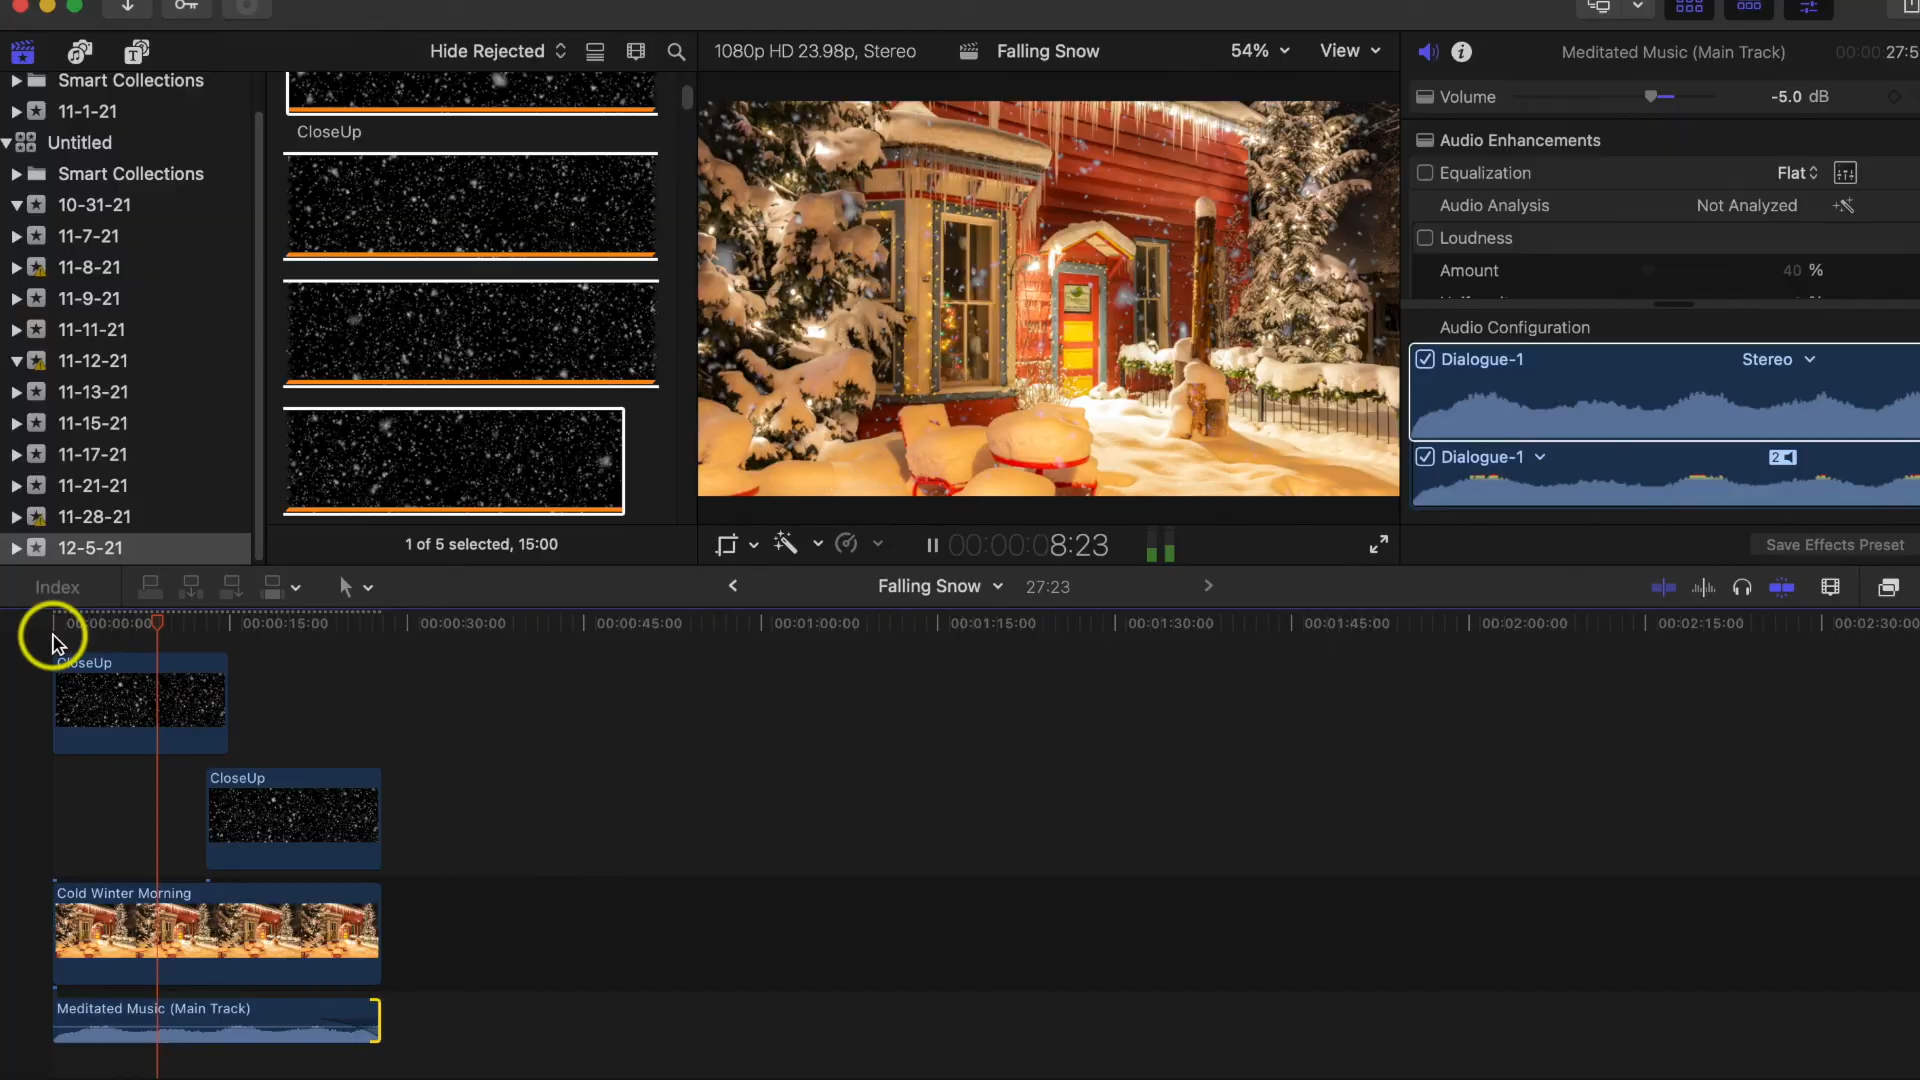 Hide Rejected
1080p HD 23.98p, Stereo
Falling Snow
54%
View
Meditated Music (Main Track)
00:00:27:5
Smart Collections
11-1-21
Untitled
Smart Collections
10-31-21
11-7-21
11-8-21
11-9-21
11-11-21
11-12-21
11-13-21
11-15-21
11-17-21
11-21-21
11-28-21
12-5-21
CloseUp
1 of 5 selected, 15:00
00:00:08:23
Volume
-5.0 dB
Audio Enhancements
Equalization
Flat
Audio Analysis
Not Analyzed
Loudness
Amount
40 %
Audio Configuration
Dialogue-1
Stereo
Dialogue-1
2
Save Effects Preset
Index
Falling Snow
27:23
00:00:00:00
00:00:15:00
00:00:30:00
00:00:45:00
00:01:00:00
00:01:15:00
00:01:30:00
00:01:45:00
00:02:00:00
00:02:15:00
00:02:30:00
CloseUp
CloseUp
Cold Winter Morning
Meditated Music (Main Track)